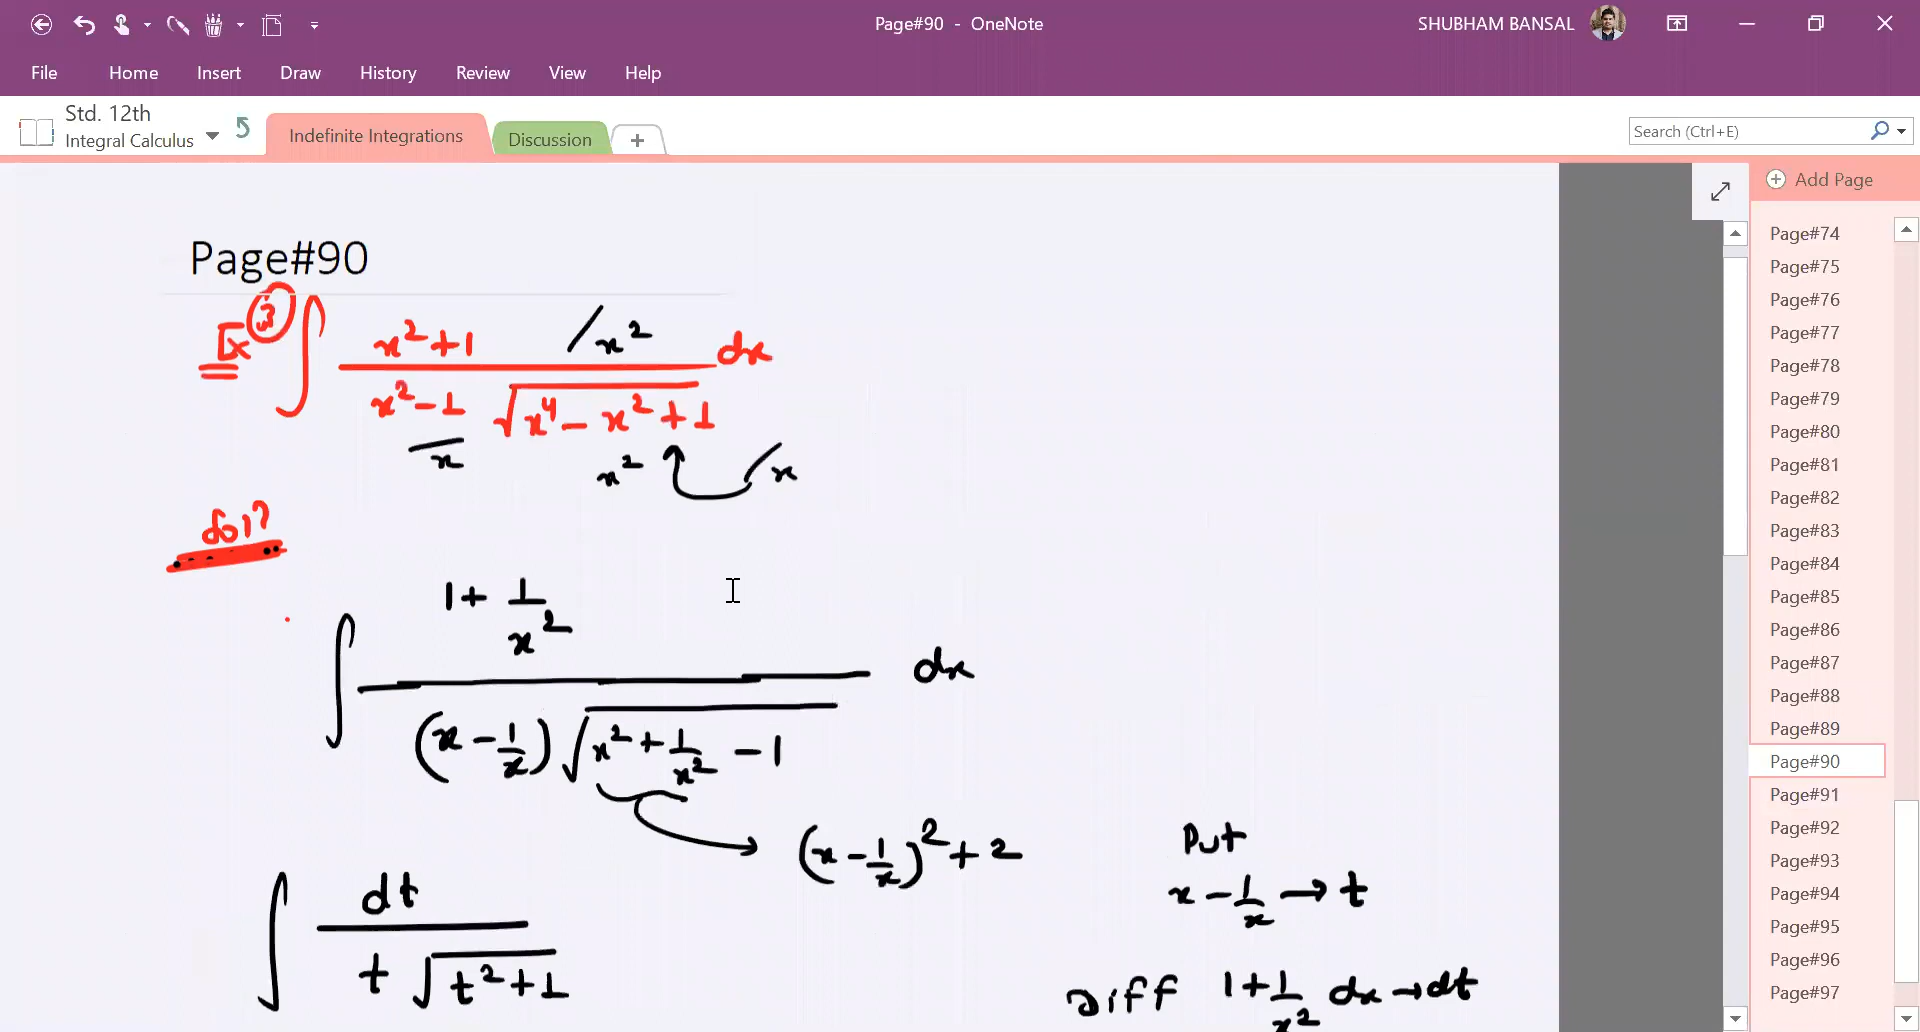 Page#90 - OneNote
SHUBHAM BANSAL
File Home Insert Draw History Review View Help
Std. 12th
Integral Calculus
Indefinite Integrations
Discussion
+
Search (Ctrl+E)
Add Page
Page#74
Page#75
Page#76
Page#77
Page#78
Page#79
Page#80
Page#81
Page#82
Page#83
Page#84
Page#85
Page#86
Page#87
Page#88
Page#89
Page#90
Page#91
Page#92
Page#93
Page#94
Page#95
Page#96
Page#97
Page#90
Ex 3 ∫ x²+1 /x²
x²-1 √x⁴-x²+1 dx
x x² /x
Solⁿ
∫ 1+1/x²
(x-1/x)√x²+1/x²-1 dx
(x-1/x)²+2
Put
x-1/x→t
∫ dt
t√t²+1
Diff 1+1/x² dx→dt